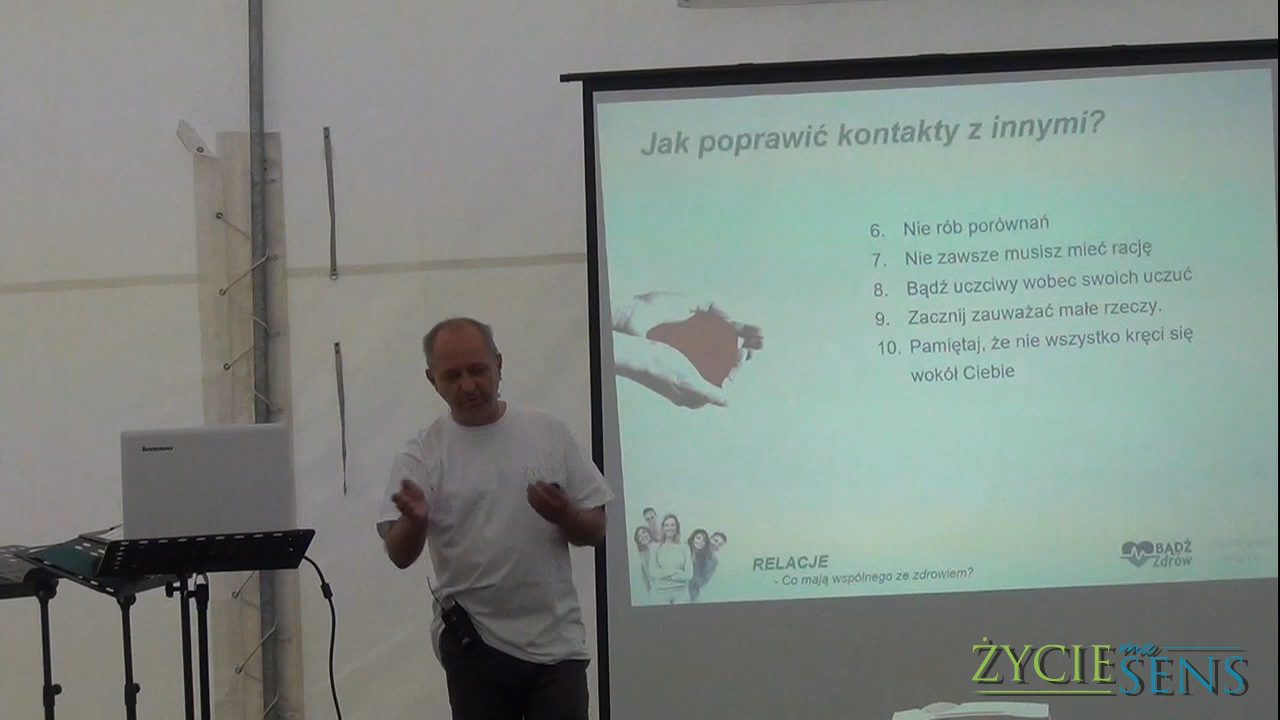 Jak poprawić kontakty z innymi?
6. Nie rób porównań
7. Nie zawsze musisz mieć rację
8. Bądź uczciwy wobec swoich uczuć
9. Zacznij zauważać małe rzeczy.
10. Pamiętaj, że nie wszystko kręci się
wokół Ciebie
lenovo
ŻYCIE
RELACJE
- Co mają wspólnego ze zdrowiem?
BĄDŹ
Zdrów
ŻYCIE ma
SENS